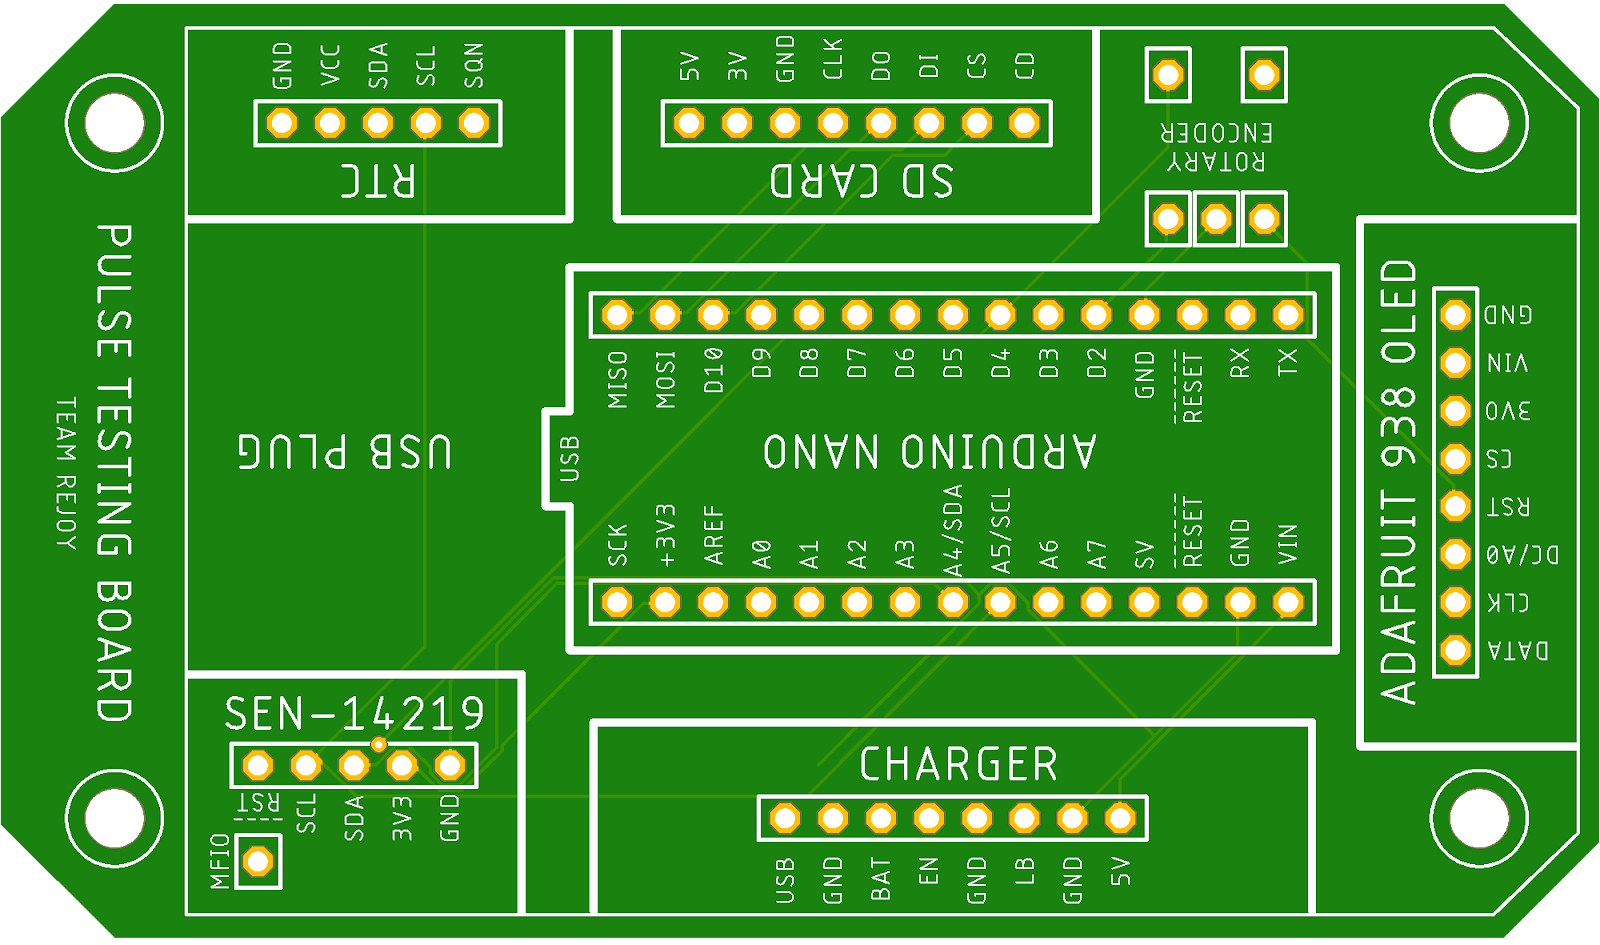 GND VCC SDA SCL SQN
RTC
5V 3V GND CLK DO DI CS CD
SD CARD
ROTARY
ENCODER
PULSE TESTING BOARD
TEAM REJOY
USB PLUG
MISO MOSI D10 D9 D8 D7 D6 D5 D4 D3 D2 GND RESET RX TX
USB
ARDUINO NANO
SCK +3V3 AREF A0 A1 A2 A3 A4/SDA A5/SCL A6 A7 5V RESET GND VIN
ADAFRUIT 938 OLED
GND
VIN
3VO
CS
RST
DC/A0
CLK
DATA
SEN-14219
RST SCL SDA 3V3 GND
MFIO
CHARGER
USB GND BAT EN GND LB GND 5V